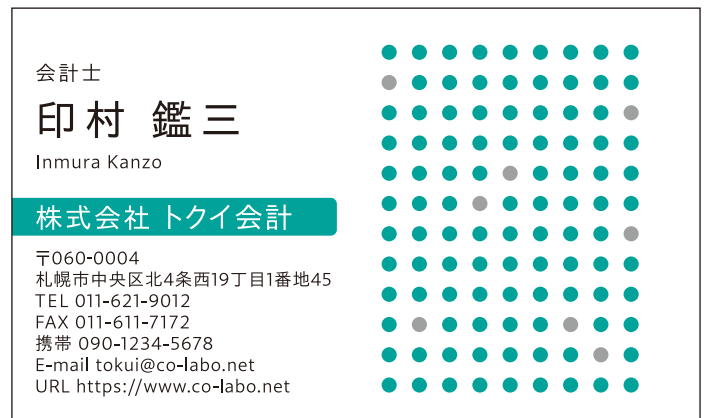 会計士
印村 鑑三
Inmura Kanzo
株式会社 トクイ会計
〒060-0004
札幌市中央区北4条西19丁目1番地45
TEL 011-621-9012
FAX 011-611-7172
携帯 090-1234-5678
E-mail tokui@co-labo.net
URL https://www.co-labo.net